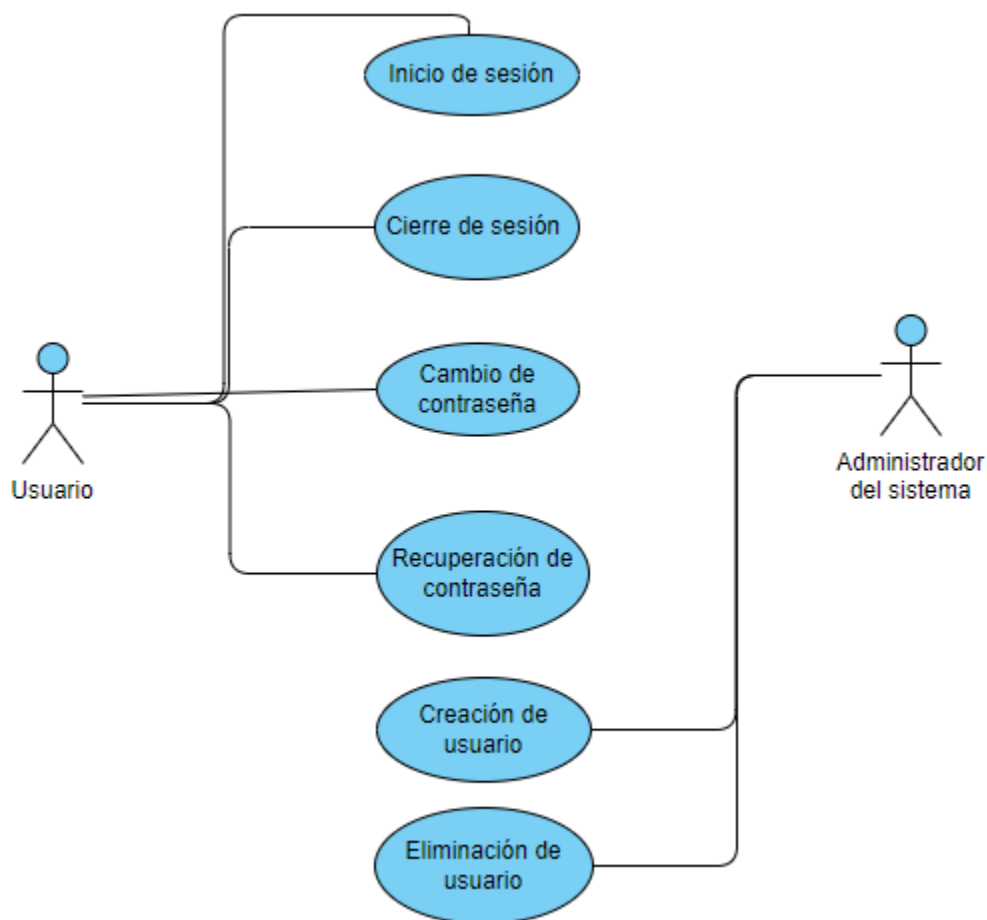 Inicio de sesión
Cierre de sesión
Cambio de
contraseña
Usuario
Administrador
del sistema
Recuperación de
contraseña
Creación de
usuario
Eliminación de
usuario